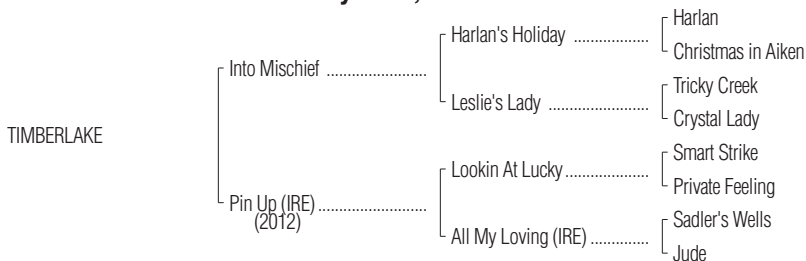 Harlan
Harlan's Holiday ...................
Christmas in Aiken
Into Mischief .........................
Tricky Creek
Leslie's Lady .........................
Crystal Lady
TIMBERLAKE
Smart Strike
Lookin At Lucky.....................
Private Feeling
Pin Up (IRE)...........................
(2012)
Sadler's Wells
All My Loving (IRE) ..............
Jude